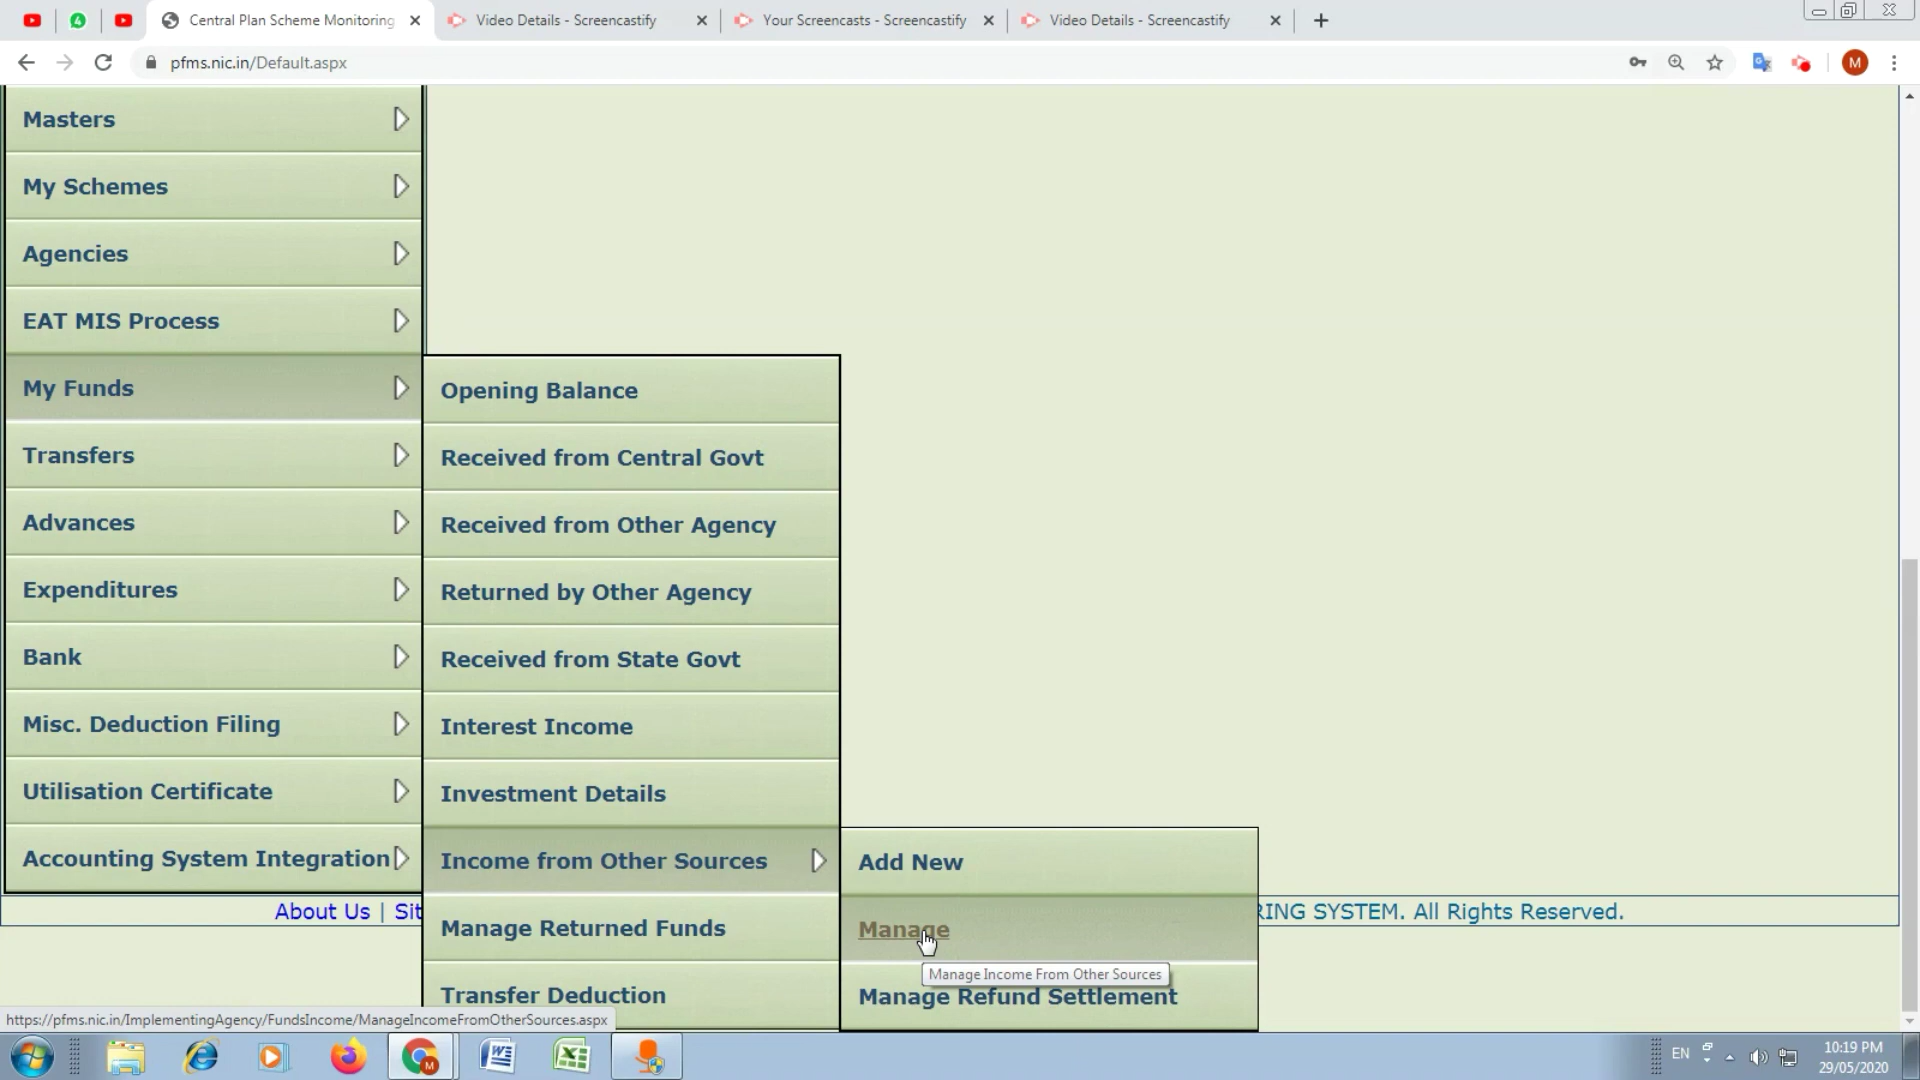 Central Plan Scheme Monitoring
Video Details - Screencastify
Your Screencasts - Screencastify
Video Details - Screencastify
pfms.nic.in/Default.aspx
M
Masters
My Schemes
Agencies
EAT MIS Process
My Funds
Transfers
Advances
Expenditures
Bank
Misc. Deduction Filing
Utilisation Certificate
Accounting System Integration
Opening Balance
Received from Central Govt
Received from Other Agency
Returned by Other Agency
Received from State Govt
Interest Income
Investment Details
Income from Other Sources
Manage Returned Funds
Transfer Deduction
Add New
Manage
Manage Income From Other Sources
Manage Refund Settlement
About Us | Sit
RING SYSTEM. All Rights Reserved.
https://pfms.nic.in/ImplementingAgency/FundsIncome/ManageIncomeFromOtherSources.aspx
EN
10:19 PM
29/05/2020